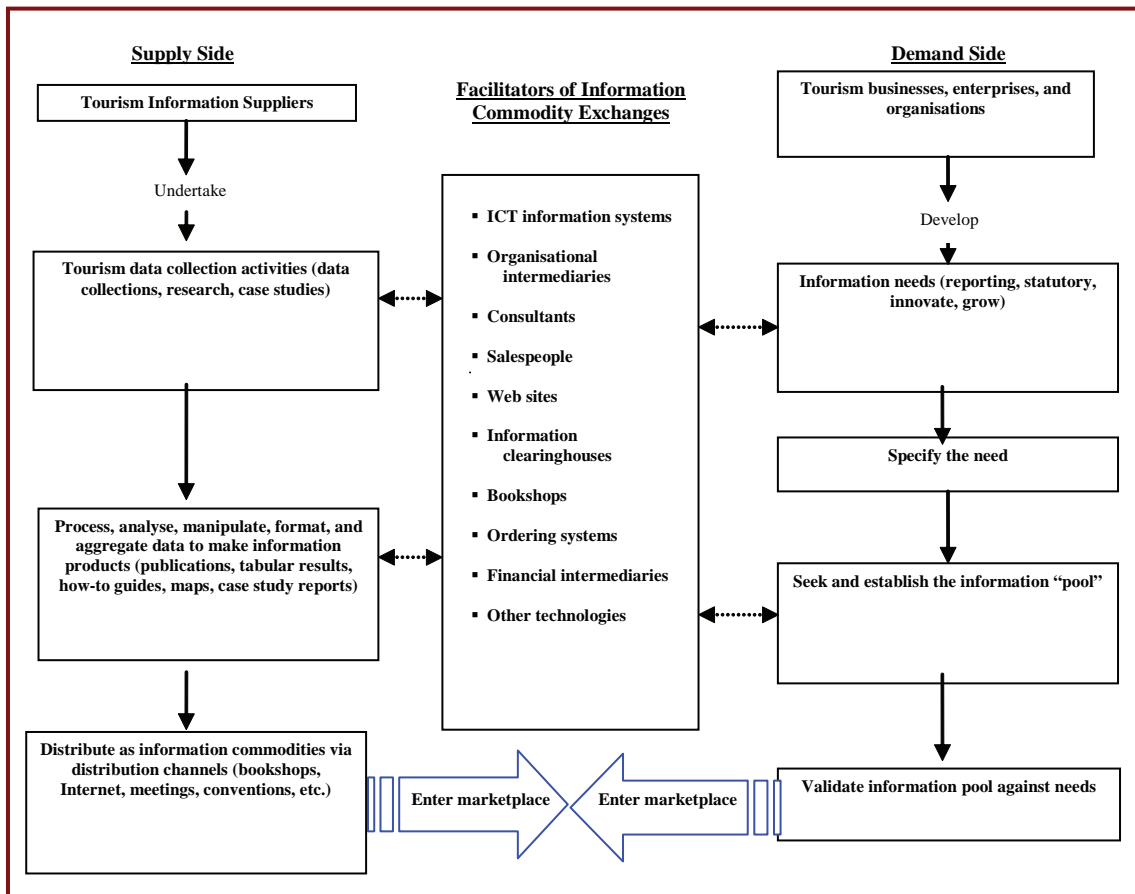 Supply Side
Tourism Information Suppliers
Undertake
Tourism data collection activities (data
collections, research, case studies)
Process, analyse, manipulate, format, and
aggregate data to make information
products (publications, tabular results,
how-to guides, maps, case study reports)
Distribute as information commodities via
distribution channels (bookshops,
Internet, meetings, conventions, etc.)
Enter marketplace
Facilitators of Information
Commodity Exchanges
▪ ICT information systems
▪ Organisational
intermediaries
▪ Consultants
▪ Salespeople
▪ Web sites
▪ Information
clearinghouses
▪ Bookshops
▪ Ordering systems
▪ Financial intermediaries
▪ Other technologies
Demand Side
Tourism businesses, enterprises, and
organisations
Develop
Information needs (reporting, statutory,
innovate, grow)
Specify the need
Seek and establish the information “pool”
Validate information pool against needs
Enter marketplace